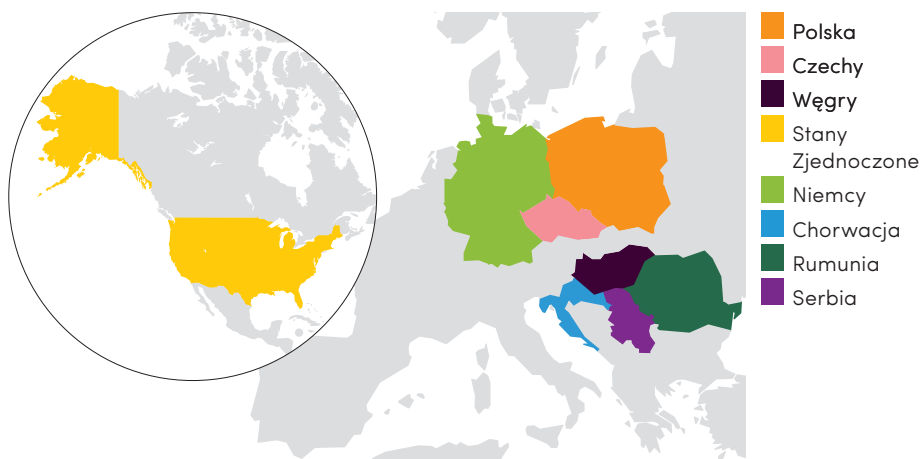 Polska
Czechy
Węgry
Stany
Zjednoczone
Niemcy
Chorwacja
Rumunia
Serbia